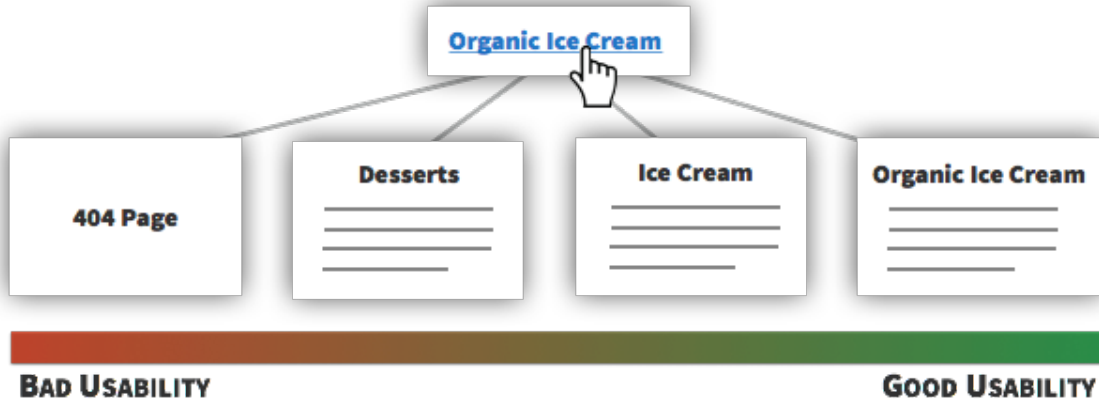 Organic Ice Cream
404 Page
Desserts
Ice Cream
Organic Ice Cream
BAD USABILITY
GOOD USABILITY